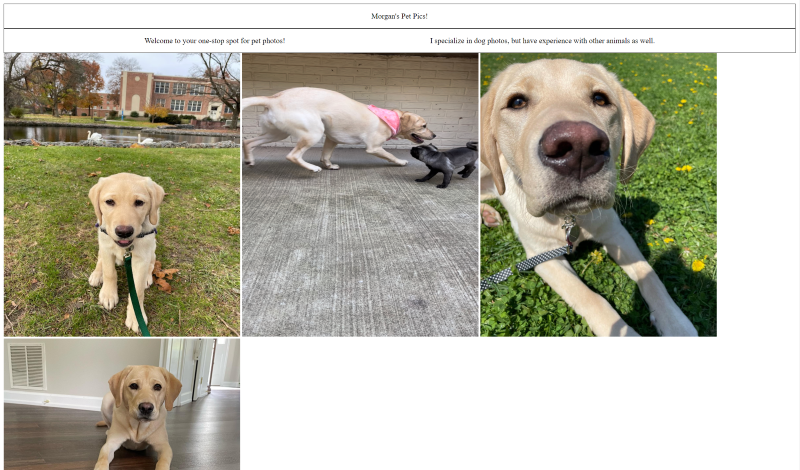 Morgan's Pet Pics!
Welcome to your one-stop spot for pet photos!
I specialize in dog photos, but have experience with other animals as well.